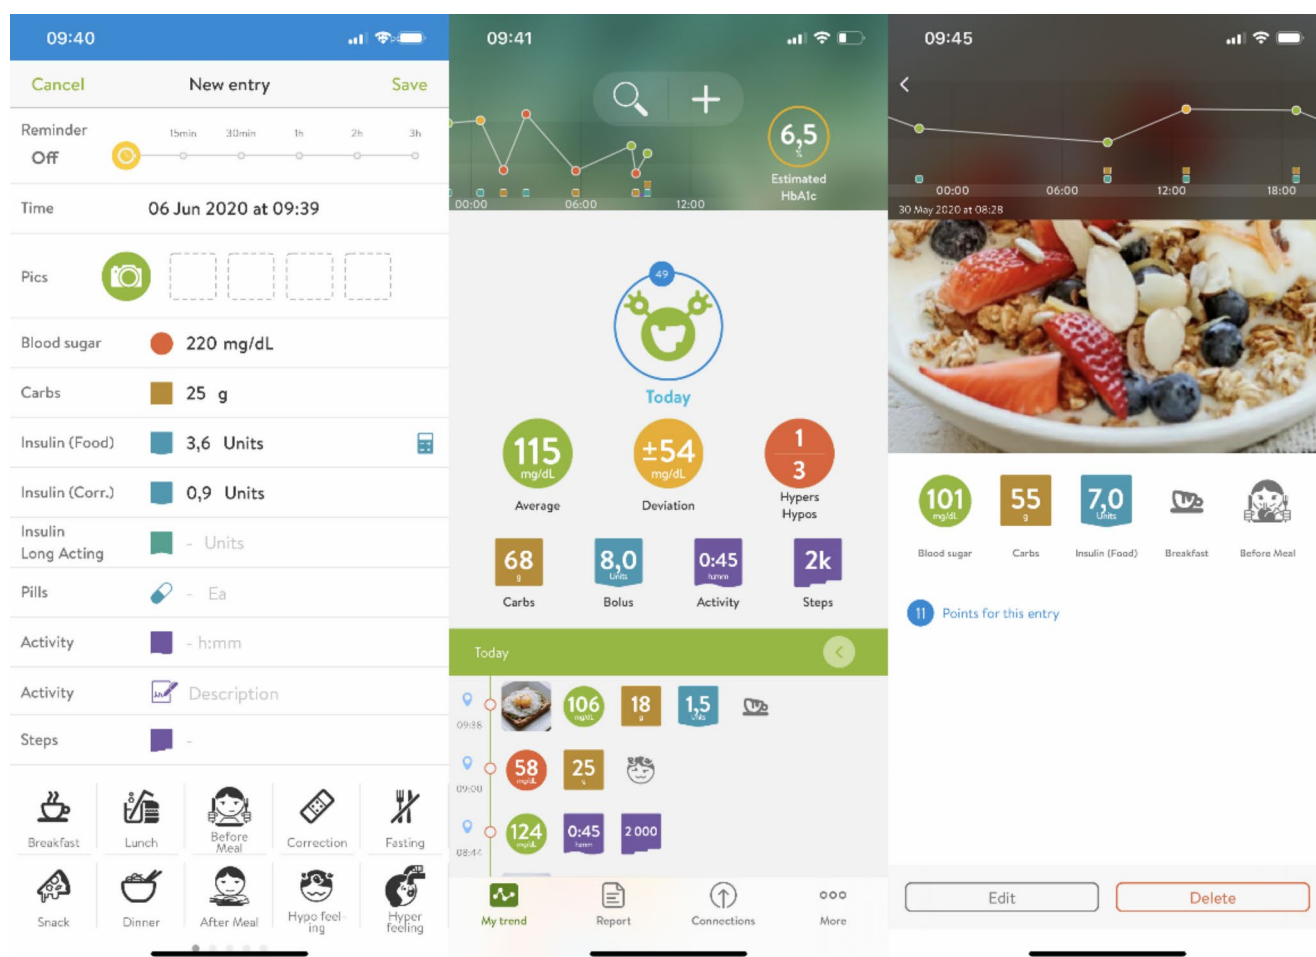 09:40
Cancel
New entry
Save
Reminder
Off
15min 30min 1h 2h 3h
Time
06 Jun 2020 at 09:39
Pics
Blood sugar
220 mg/dL
Carbs
25 g
Insulin (Food)
3,6 Units
Insulin (Corr.)
0,9 Units
Insulin
Long Acting
- Units
Pills
- Ea
Activity
- h:mm
Activity
Description
Steps
-
Breakfast
Lunch
Before
Meal
Correction
Fasting
Snack
Dinner
After Meal
Hypo feel-
ing
Hyper
feeling
09:41
6,5
%
Estimated
HbA1c
00:00 06:00 12:00
49
Today
115
mg/dL
Average
±54
mg/dL
Deviation
1
3
Hypers
Hypos
68
g
Carbs
8,0
Units
Bolus
0:45
h:mm
Activity
2k
Steps
Today
09:38
106
mg/dL
18
g
1,5
Units
09:00
58
mg/dL
25
08:44
124
mg/dL
0:45
h:mm
2 000
My trend
Report
Connections
More
09:45
00:00 06:00 12:00 18:00
30 May 2020 at 08:28
101
mg/dL
Blood sugar
55
g
Carbs
7,0
Units
Insulin (Food)
Breakfast
Before Meal
11 Points for this entry
Edit
Delete